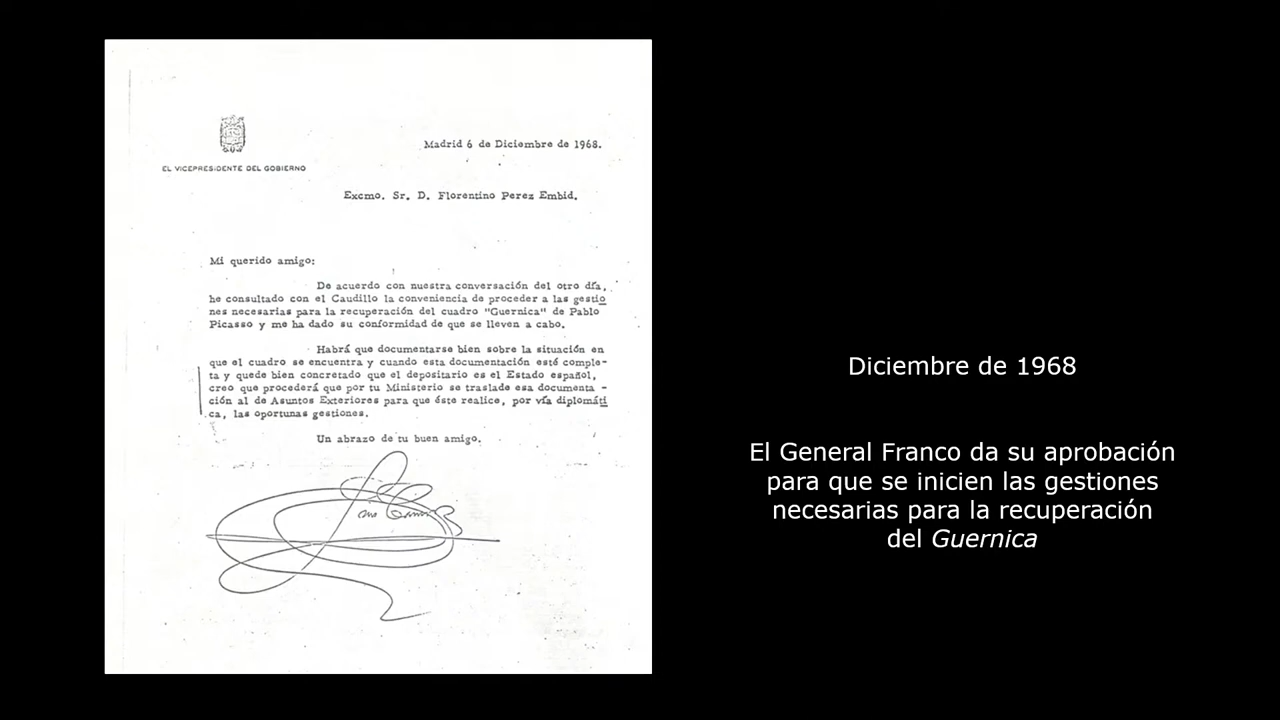 EL VICEPRESIDENTE DEL GOBIERNO
Madrid 6 de Diciembre de 1968.
Excmo. Sr. D. Florentino Perez Embid.
Mi querido amigo:
De acuerdo con nuestra conversación del otro día,
he consultado con el Caudillo la conveniencia de proceder a las gestio
nes necesarias para la recuperación del cuadro "Guernica" de Pablo
Picasso y me ha dado su conformidad de que se lleven a cabo.
Habrá que documentarse bien sobre la situación en
que el cuadro se encuentra y cuando esta documentación esté comple-
ta y quede bien concretado que el depositario es el Estado español,
creo que procederá que por tu Ministerio se traslade esa documenta -
ción al de Asuntos Exteriores para que éste realice, por vía diplomáti
ca, las oportunas gestiones.
Un abrazo de tu buen amigo.
Diciembre de 1968
El General Franco da su aprobación
para que se inicien las gestiones
necesarias para la recuperación
del Guernica